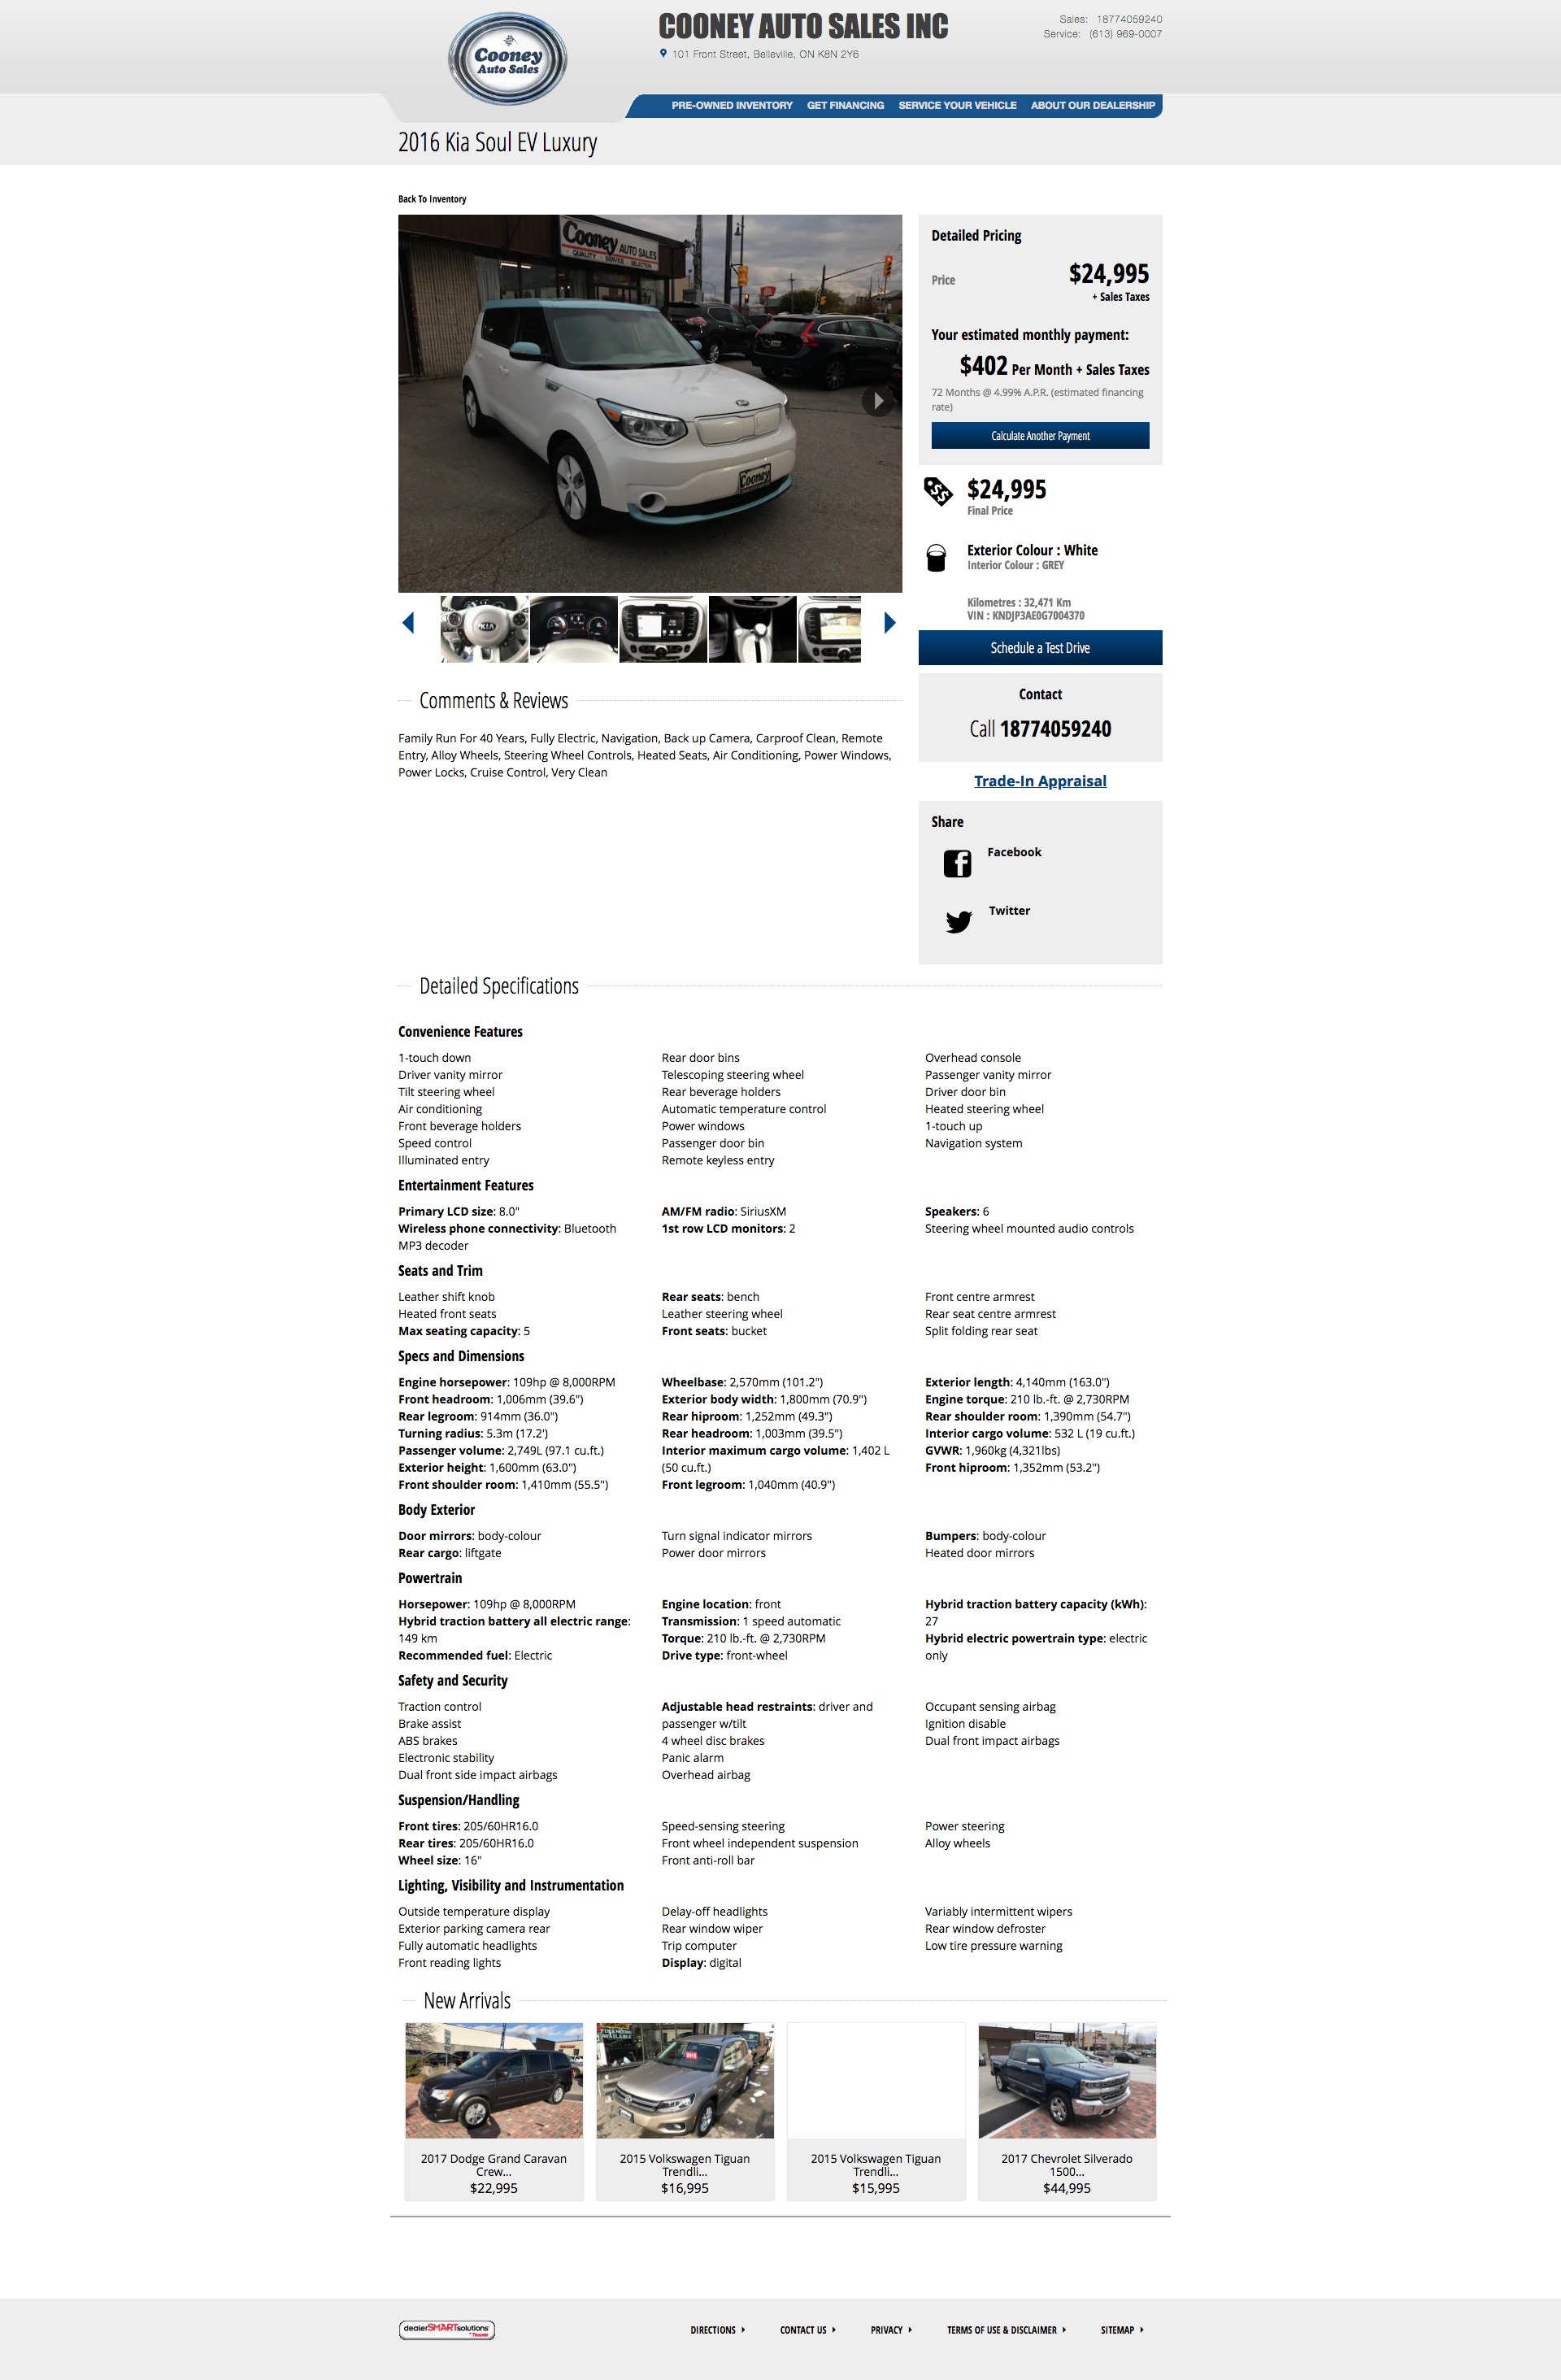 Cooney
Auto Sales
COONEY AUTO SALES INC
101 Front Street, Belleville, ON K8N 2Y6
Sales: 18774059240
Service: (613) 969-0007
PRE-OWNED INVENTORY GET FINANCING SERVICE YOUR VEHICLE ABOUT OUR DEALERSHIP
2016 Kia Soul EV Luxury
Back To Inventory
Cooney AUTO SALES
QUALITY · SERVICE · SELECTION
Cooney
KIA
Detailed Pricing
Price $24,995
+ Sales Taxes
Your estimated monthly payment:
$402 Per Month + Sales Taxes
72 Months @ 4.99% A.P.R. (estimated financing
rate)
Calculate Another Payment
$24,995
Final Price
Exterior Colour : White
Interior Colour : GREY
Kilometres : 32,471 Km
VIN : KNDJP3AE0G7004370
Schedule a Test Drive
Contact
Call 18774059240
Trade-In Appraisal
Share
Facebook
Twitter
Comments & Reviews
Family Run For 40 Years, Fully Electric, Navigation, Back up Camera, Carproof Clean, Remote
Entry, Alloy Wheels, Steering Wheel Controls, Heated Seats, Air Conditioning, Power Windows,
Power Locks, Cruise Control, Very Clean
Detailed Specifications
Convenience Features
1-touch down Rear door bins Overhead console
Driver vanity mirror Telescoping steering wheel Passenger vanity mirror
Tilt steering wheel Rear beverage holders Driver door bin
Air conditioning Automatic temperature control Heated steering wheel
Front beverage holders Power windows 1-touch up
Speed control Passenger door bin Navigation system
Illuminated entry Remote keyless entry
Entertainment Features
Primary LCD size: 8.0" AM/FM radio: SiriusXM Speakers: 6
Wireless phone connectivity: Bluetooth 1st row LCD monitors: 2 Steering wheel mounted audio controls
MP3 decoder
Seats and Trim
Leather shift knob Rear seats: bench Front centre armrest
Heated front seats Leather steering wheel Rear seat centre armrest
Max seating capacity: 5 Front seats: bucket Split folding rear seat
Specs and Dimensions
Engine horsepower: 109hp @ 8,000RPM Wheelbase: 2,570mm (101.2") Exterior length: 4,140mm (163.0")
Front headroom: 1,006mm (39.6") Exterior body width: 1,800mm (70.9") Engine torque: 210 lb.-ft. @ 2,730RPM
Rear legroom: 914mm (36.0") Rear hiproom: 1,252mm (49.3") Rear shoulder room: 1,390mm (54.7")
Turning radius: 5.3m (17.2') Rear headroom: 1,003mm (39.5") Interior cargo volume: 532 L (19 cu.ft.)
Passenger volume: 2,749L (97.1 cu.ft.) Interior maximum cargo volume: 1,402 L GVWR: 1,960kg (4,321lbs)
Exterior height: 1,600mm (63.0") (50 cu.ft.) Front hiproom: 1,352mm (53.2")
Front shoulder room: 1,410mm (55.5") Front legroom: 1,040mm (40.9")
Body Exterior
Door mirrors: body-colour Turn signal indicator mirrors Bumpers: body-colour
Rear cargo: liftgate Power door mirrors Heated door mirrors
Powertrain
Horsepower: 109hp @ 8,000RPM Engine location: front Hybrid traction battery capacity (kWh):
Hybrid traction battery all electric range: Transmission: 1 speed automatic 27
149 km Torque: 210 lb.-ft. @ 2,730RPM Hybrid electric powertrain type: electric
Recommended fuel: Electric Drive type: front-wheel only
Safety and Security
Traction control Adjustable head restraints: driver and Occupant sensing airbag
Brake assist passenger w/tilt Ignition disable
ABS brakes 4 wheel disc brakes Dual front impact airbags
Electronic stability Panic alarm
Dual front side impact airbags Overhead airbag
Suspension/Handling
Front tires: 205/60HR16.0 Speed-sensing steering Power steering
Rear tires: 205/60HR16.0 Front wheel independent suspension Alloy wheels
Wheel size: 16" Front anti-roll bar
Lighting, Visibility and Instrumentation
Outside temperature display Delay-off headlights Variably intermittent wipers
Exterior parking camera rear Rear window wiper Rear window defroster
Fully automatic headlights Trip computer Low tire pressure warning
Front reading lights Display: digital
New Arrivals
2017 Dodge Grand Caravan 2015 Volkswagen Tiguan 2015 Volkswagen Tiguan 2017 Chevrolet Silverado
Crew... Trendli... Trendli... 1500...
$22,995 $16,995 $15,995 $44,995
dealerSMARTsolutions
DIRECTIONS CONTACT US PRIVACY TERMS OF USE & DISCLAIMER SITEMAP